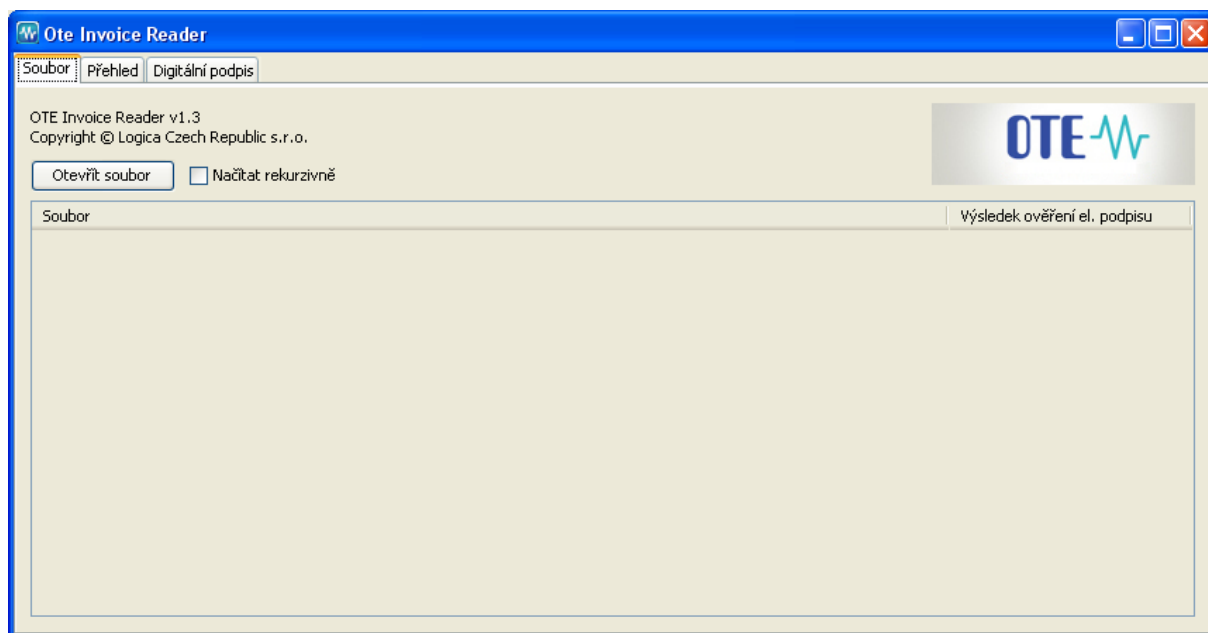 Ote Invoice Reader
Soubor Přehled Digitální podpis
OTE Invoice Reader v1.3
Copyright © Logica Czech Republic s.r.o.
OTE
Otevřít soubor Načítat rekurzivně
Soubor Výsledek ověření el. podpisu